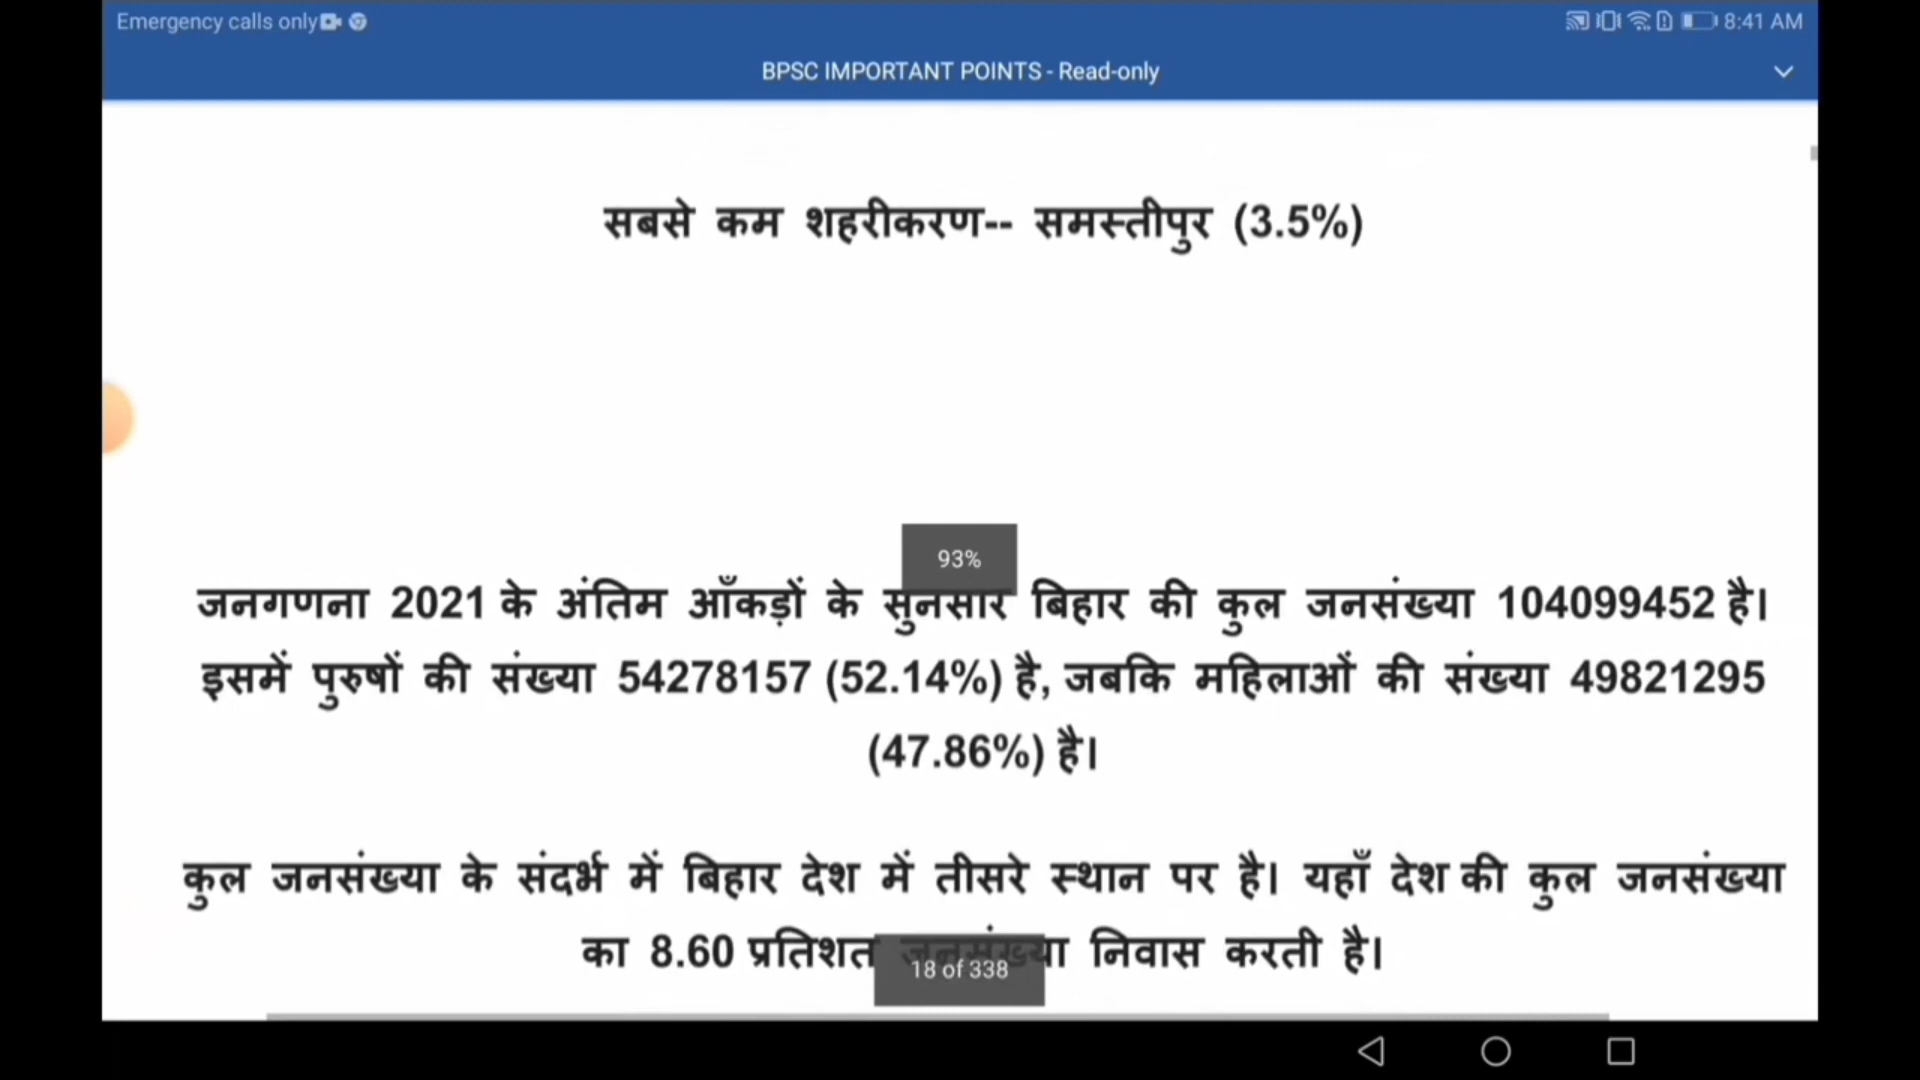 Emergency calls only
8:41 AM
BPSC IMPORTANT POINTS - Read-only
सबसे कम शहरीकरण-- समस्तीपुर (3.5%)
93%
जनगणना 2021 के अंतिम आँकड़ों के सुनसार बिहार की कुल जनसंख्या 104099452 है।
इसमें पुरुषों की संख्या 54278157 (52.14%) है, जबकि महिलाओं की संख्या 49821295
(47.86%) है।
कुल जनसंख्या के संदर्भ में बिहार देश में तीसरे स्थान पर है। यहाँ देश की कुल जनसंख्या
का 8.60 प्रतिशत जनसंख्या निवास करती है।
18 of 338